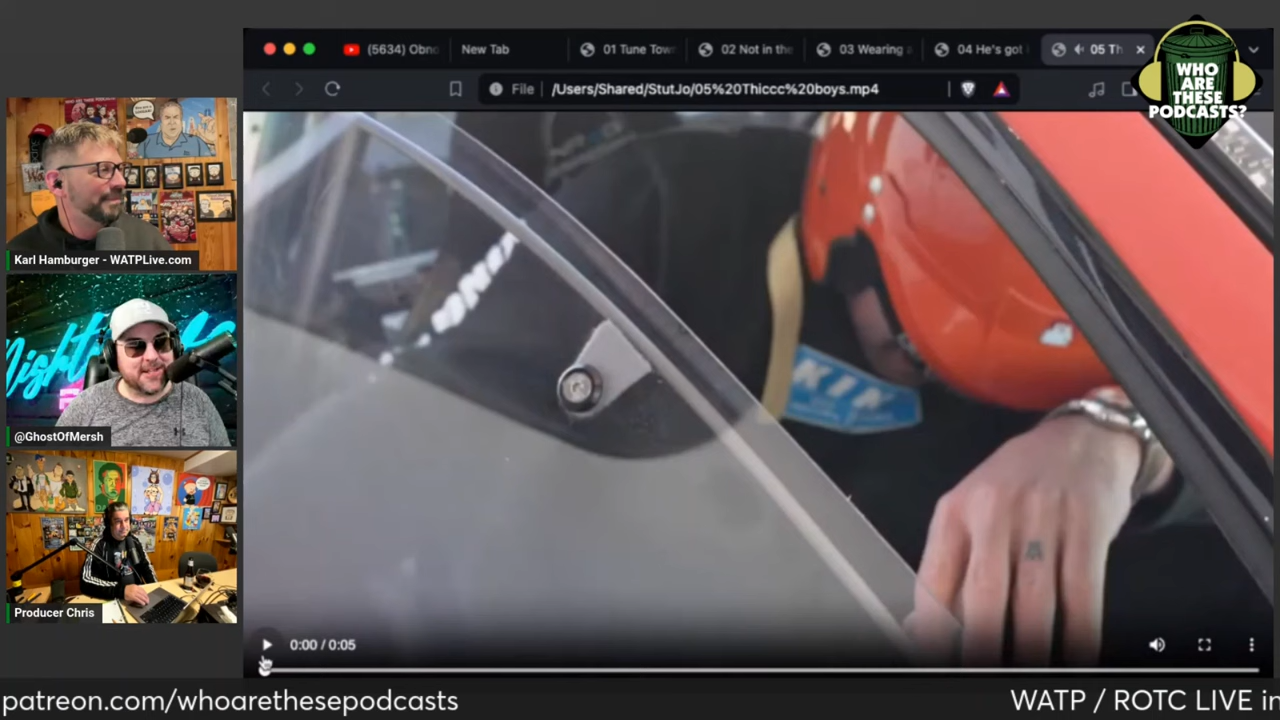 (5634) Obno
New Tab
01 Tune Tow
02 Not in the
03 Wearing a
04 He's got
05 Th
File
/Users/Shared/StutJo/05%20Thiccc%20boys.mp4
WHO
ARE THESE
PODCASTS?
Karl Hamburger - WATPLive.com
@GhostOfMersh
Producer Chris
KIN
A
0:00 / 0:05
patreon.com/whoarethesepodcasts
WATP / ROTC LIVE in